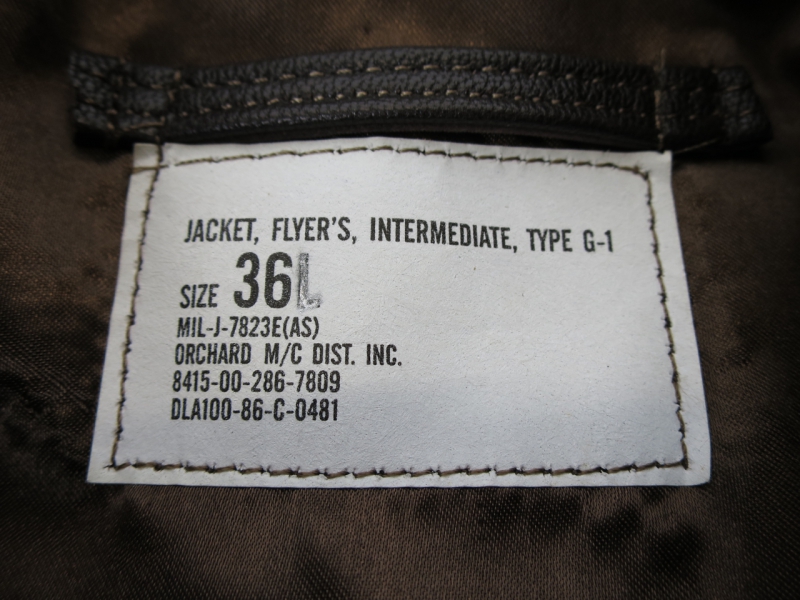 JACKET, FLYER'S, INTERMEDIATE, TYPE G-1
SIZE 36L
MIL-J-7823E(AS)
ORCHARD M/C DIST. INC.
8415-00-286-7809
DLA100-86-C-0481